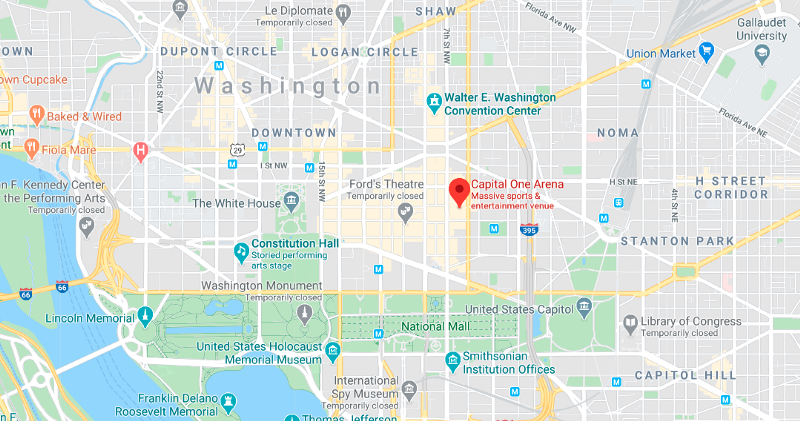 Le Diplomate
Temporarily closed
SHAW
Florida Ave NW
Gallaudet
University
DUPONT CIRCLE
LOGAN CIRCLE
7th St NW
Union Market
M
22nd St NW
Washington
own Cupcake
Walter E. Washington
Convention Center
Baked & Wired
Florida Ave NE
DOWNTOWN
NOMA
Fiola Mare
H
29
I St NW
15th St NW
Ford's Theatre
Temporarily closed
Capital One Arena
Massive sports &
entertainment venue
H St NE
4th St NE
H STREET
CORRIDOR
n F. Kennedy Center
the Performing Arts
Temporarily closed
The White House
395
STANTON PARK
Constitution Hall
Storied performing
arts stage
66
66
Washington Monument
Temporarily closed
Lincoln Memorial
National Mall
United States Capitol
Library of Congress
Temporarily closed
United States Holocaust
Memorial Museum
Smithsonian
Institution Offices
International
Spy Museum
Temporarily closed
CAPITOL HILL
Franklin Delano
Roosevelt Memorial
Thomas Jefferson
n F.